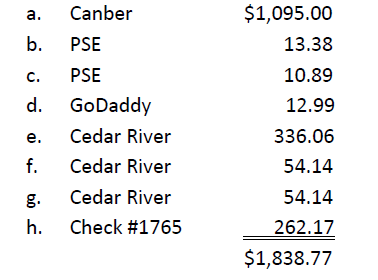 a. Canber $1,095.00
b. PSE 13.38
c. PSE 10.89
d. GoDaddy 12.99
e. Cedar River 336.06
f. Cedar River 54.14
g. Cedar River 54.14
h. Check #1765 262.17
$1,838.77